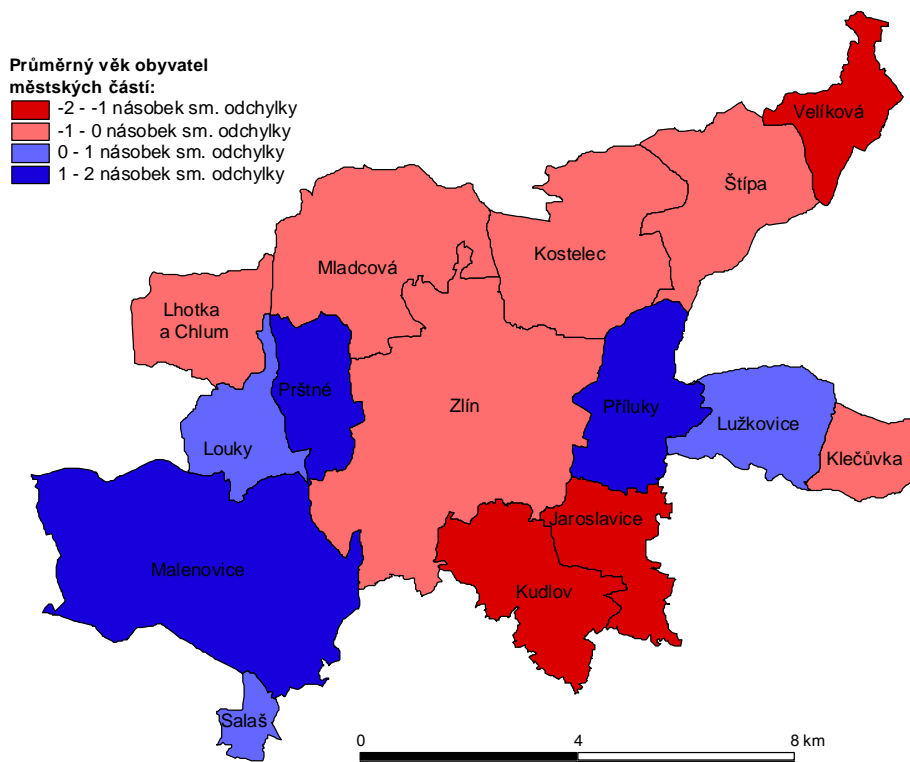 Průměrný věk obyvatel
městských částí:
-2 - -1 násobek sm. odchylky
-1 - 0 násobek sm. odchylky
0 - 1 násobek sm. odchylky
1 - 2 násobek sm. odchylky
Velíková
Štípa
Kostelec
Mladcová
Lhotka
a Chlum
Prštné
Zlín
Příluky
Lužkovice
Louky
Klečůvka
Jaroslavice
Malenovice
Kudlov
Salaš
0 4 8 km